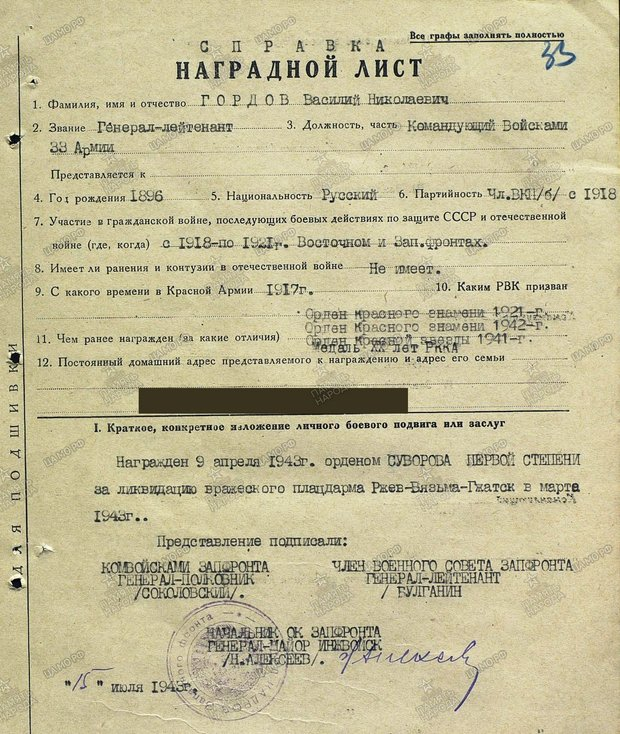 Все графы заполнять полностью
33
СПРАВКА
НАГРАДНОЙ ЛИСТ
1. Фамилия, имя и отчество ГОРДОВ Василий Николаевич
2. Звание Генерал-лейтенант 3. Должность, часть Командующий Войсками
33 Армии
Представляется к
4. Год рождения 1896 5. Национальность Русский 6. Партийность Чл.ВКП/б/ с 1918
7. Участие в гражданской войне, последующих боевых действиях по защите СССР и отечественной
войне (где, когда) с 1918-по 1921г. Восточном и Зап.фронтах.
8. Имеет ли ранения и контузии в отечественной войне Не имеет.
9. С какого времени в Красной Армии 1917г. 10. Каким РВК призван
Орден красного знамени 1921-г.
Орден Красного знамени 1942-г.
11. Чем ранее награжден (за какие отличия) Орден Красной звезды 1941-г.
Медаль XX лет РККА
12. Постоянный домашний адрес представляемого к награждению и адрес его семьи
I. Краткое, конкретное изложение личного боевого подвига или заслуг
Награжден 9 апреля 1943г. орденом СУВОРОВА ПЕРВОЙ СТЕПЕНИ
за ликвидацию вражеского плацдарма Ржев-Вязьма-Гжатск в марта
1943г..
Представление подписали:
КОМВОЙСКАМИ ЗАПФРОНТА ЧЛЕН ВОЕННОГО СОВЕТА ЗАПФРОНТА
ГЕНЕРАЛ-ПОЛКОВНИК ГЕНЕРАЛ-ЛЕЙТЕНАНТ
/СОКОЛОВСКИЙ/. / БУЛГАНИН
НАЧАЛЬНИК ОК ЗАПФРОНТА
ГЕНЕРАЛ-МАЙОР ИНЖВОЙСК
/Н.АЛЕКСЕЕВ/.
"15" июля 1943г.
Для подшивки
ЦАМО.РФ
ПАМЯТЬ НАРОДА